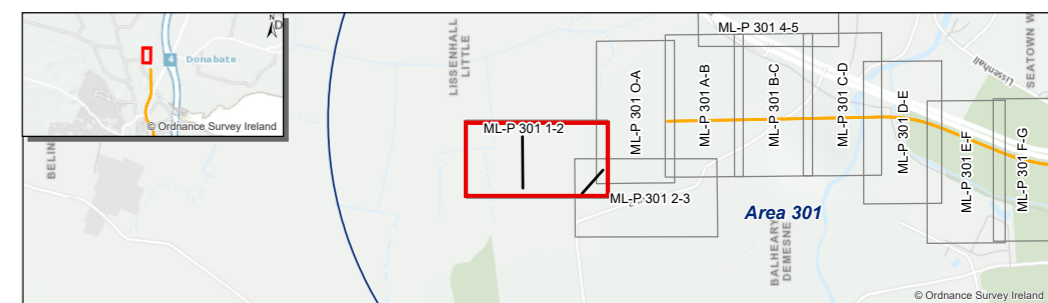 D
N
4
Donabate
© Ordnance Survey Ireland
BELIN
LISSENHALL
LITTLE
ML-P 301 4-5
Lissenhall
SEATOWN W
ML-P 301 1-2
ML-P 301 O-A
ML-P 301 A-B
ML-P 301 B-C
ML-P 301 C-D
ML-P 301 D-E
ML-P 301 E-F
ML-P 301 F-G
ML-P 301 2-3
Area 301
BALHEARY
DEMESNE
© Ordnance Survey Ireland